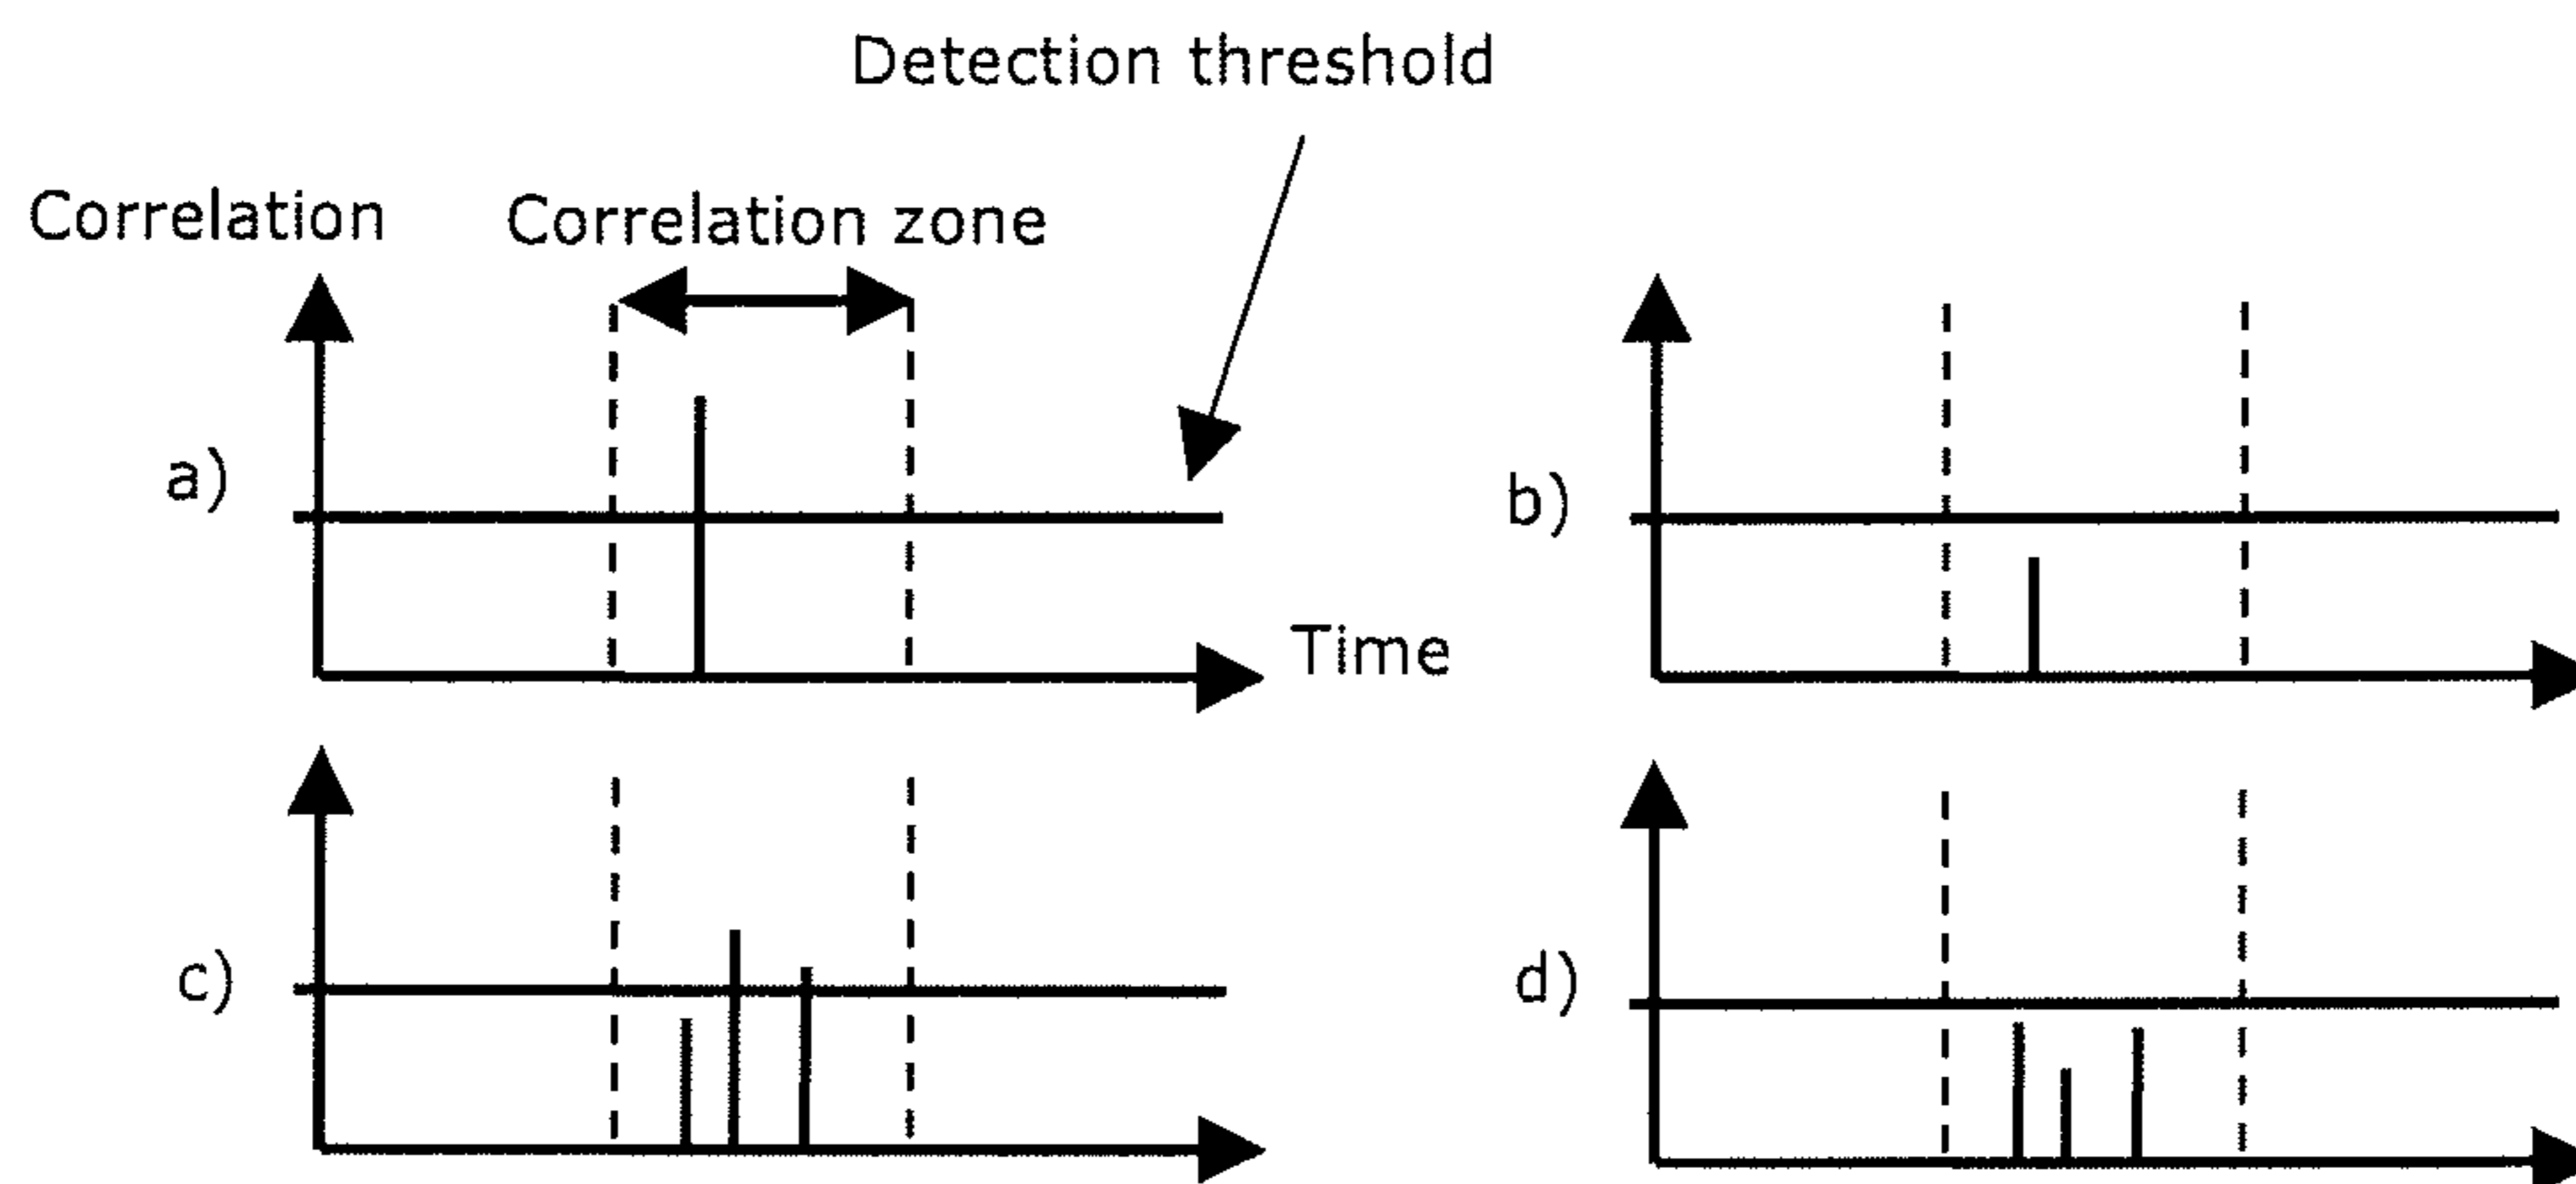 Detection threshold
Correlation
Correlation zone
a)
b)
Time
c)
d)